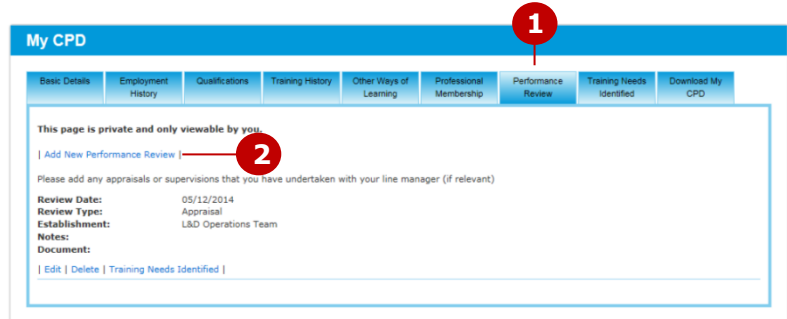 1
My CPD
Basic Details
Employment
History
Qualifications
Training History
Other Ways of
Learning
Professional
Membership
Performance
Review
Training Needs
Identified
Download My
CPD
This page is private and only viewable by you.
| Add New Performance Review |
2
Please add any appraisals or supervisions that you have undertaken with your line manager (if relevant)
Review Date: 05/12/2014
Review Type: Appraisal
Establishment: L&D Operations Team
Notes:
Document:
| Edit | Delete | Training Needs Identified |